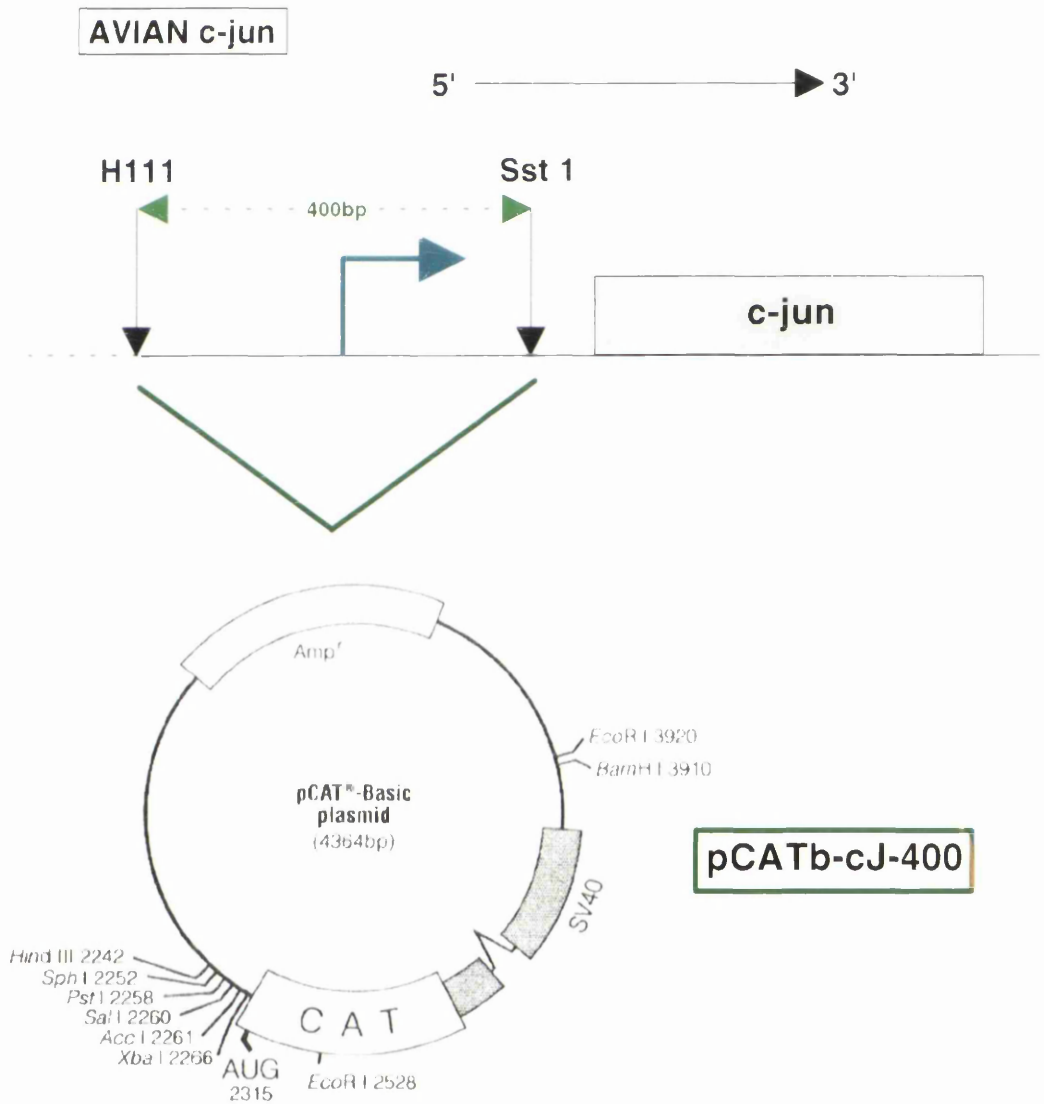 AVIAN c-jun
5' 3'
H111 Sst 1
400bp
c-jun
Ampʳ
EcoR I 3920
BamH I 3910
pCAT®-Basic
plasmid
(4364bp)
pCATb-cJ-400
SV40
Hind III 2242
Sph I 2252
Pst I 2258
Sal I 2260
Acc I 2261
Xba I 2266
CAT
AUG
2315
EcoR I 2528